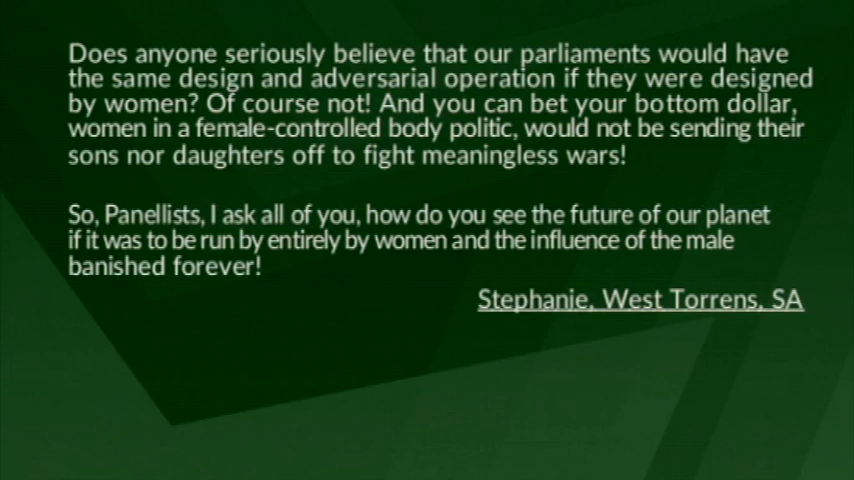 Does anyone seriously believe that our parliaments would have
the same design and adversarial operation if they were designed
by women? Of course not! And you can bet your bottom dollar,
women in a female-controlled body politic, would not be sending their
sons nor daughters off to fight meaningless wars!
So, Panellists, I ask all of you, how do you see the future of our planet
if it was to be run by entirely by women and the influence of the male
banished forever!
Stephanie, West Torrens, SA